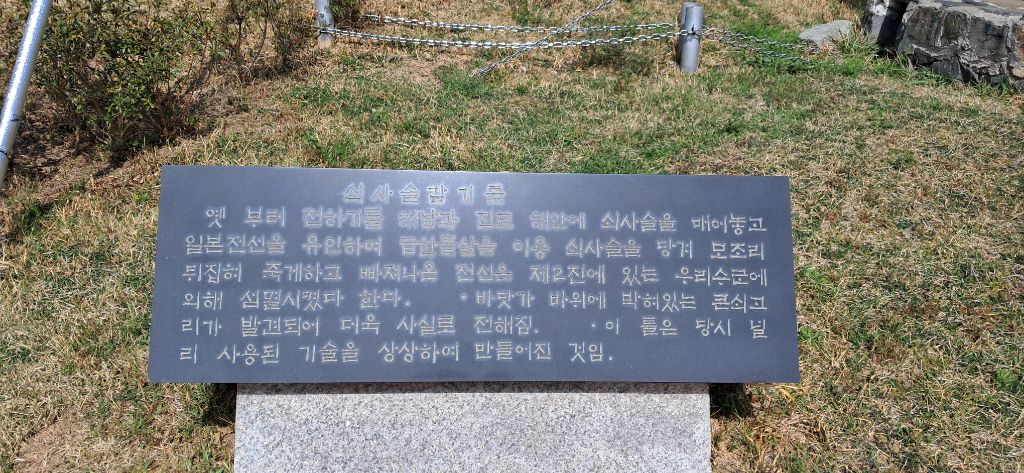 쇠사슬감기틀
옛 부터 전하기를 해남과 진도 해안에 쇠사슬을 매어놓고
일본전선을 유인하여 급한물살을 이용 쇠사슬을 당겨 모조리
뒤집혀 죽게하고 빠져나온 전선은 제2진에 있는 우리수군에
의해 섬멸시켰다 한다. ·바닷가 바위에 박혀있는 큰쇠고
리가 발견되어 더욱 사실로 전해짐. ·이 틀은 당시 널
리 사용된 기술을 상상하여 만들어진 것임.